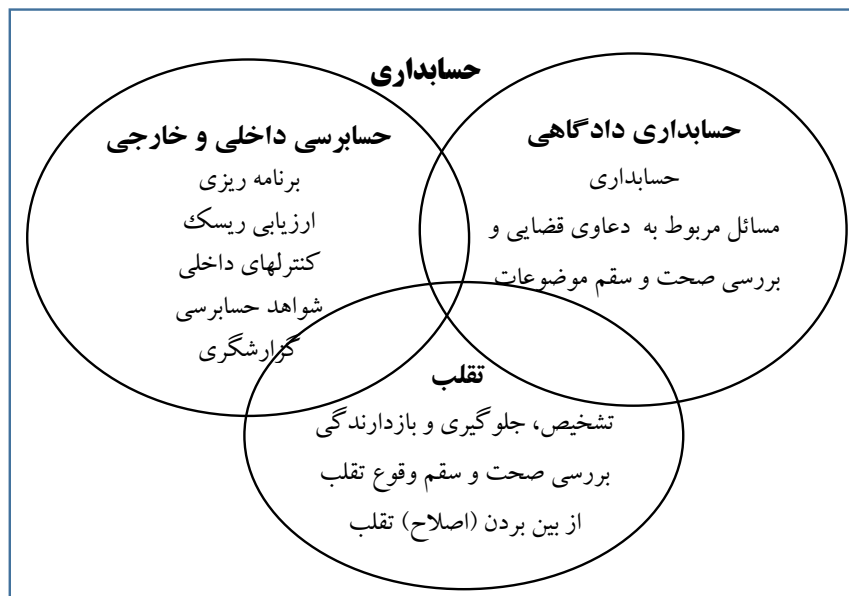 حسابداری
حسابداری دادگاهی
حسابداری
مسائل مربوط به دعاوی قضایی و
بررسی صحت و سقم موضوعات
حسابرسی داخلی و خارجی
برنامه ریزی
ارزیابی ریسک
کنترلهای داخلی
شواهد حسابرسی
گزارشگری
تقلب
تشخیص، جلوگیری و بازدارندگی
بررسی صحت و سقم وقوع تقلب
از بین بردن (اصلاح) تقلب